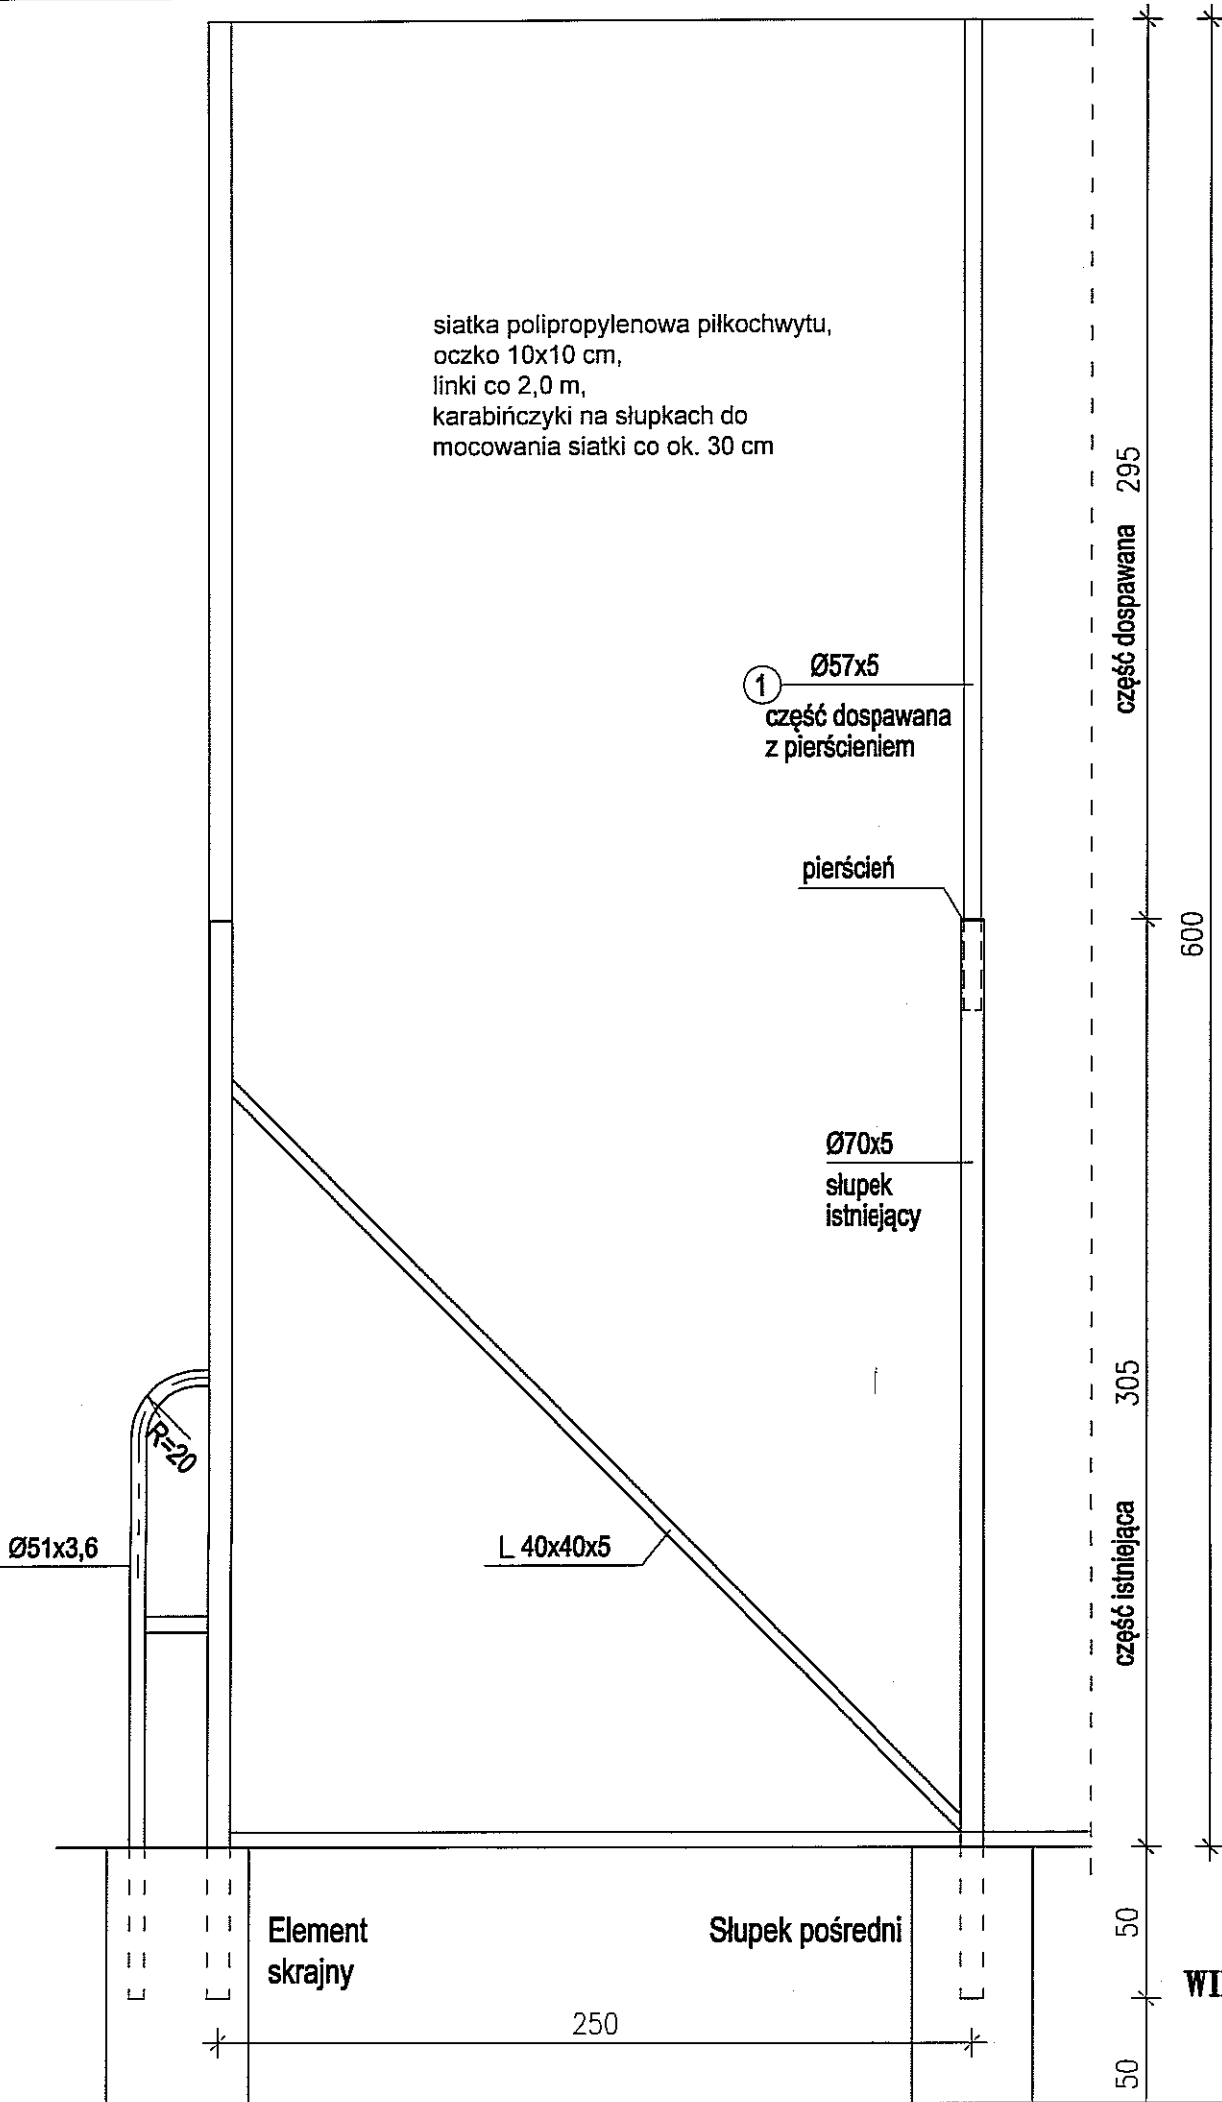 siatka polipropylenowa piłkochwytu,
oczko 10x10 cm,
linki co 2,0 m,
karabińczyki na słupkach do
mocowania siatki co ok. 30 cm
część dospawana 295
1
Ø57x5
część dospawana
z pierścieniem
pierścień
600
Ø70x5
słupek
istniejący
część istniejąca 305
R=20
Ø51x3,6
L 40x40x5
Element
skrajny
Słupek pośredni
50
250
50